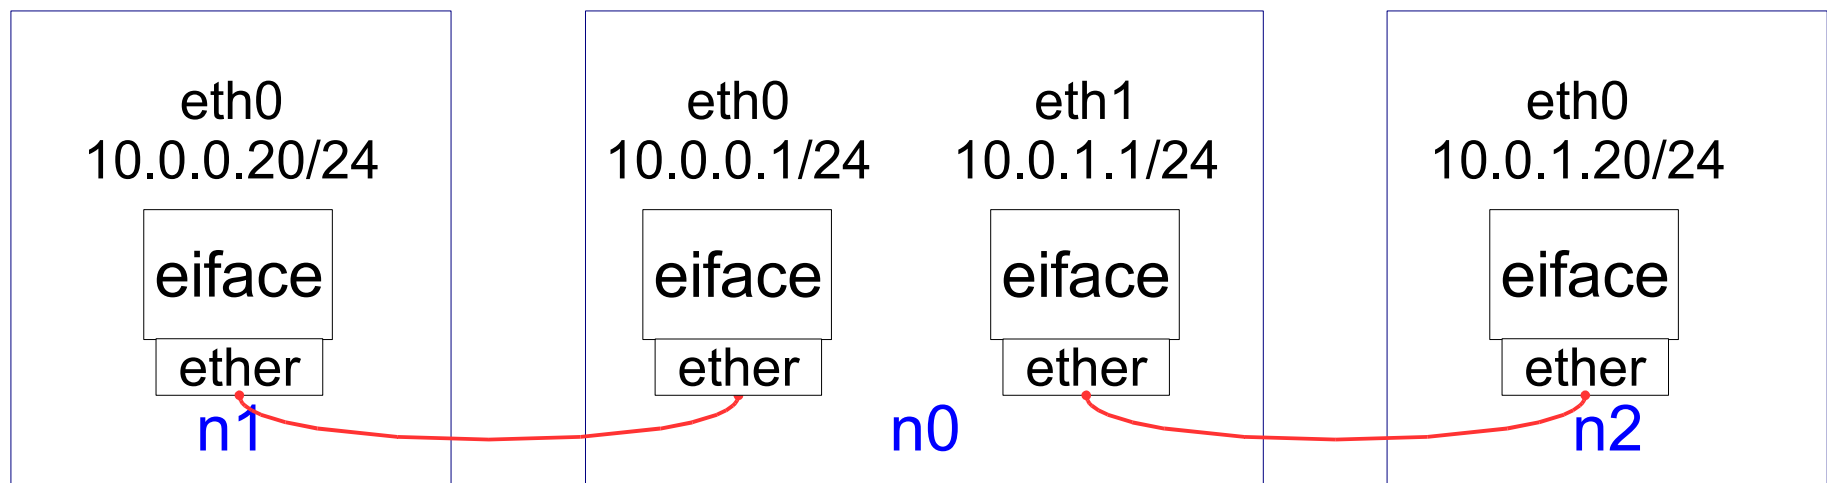 eth0
10.0.0.20/24
eiface
ether
n1
eth0
10.0.0.1/24
eiface
ether
eth1
10.0.1.1/24
eiface
ether
n0
eth0
10.0.1.20/24
eiface
ether
n2